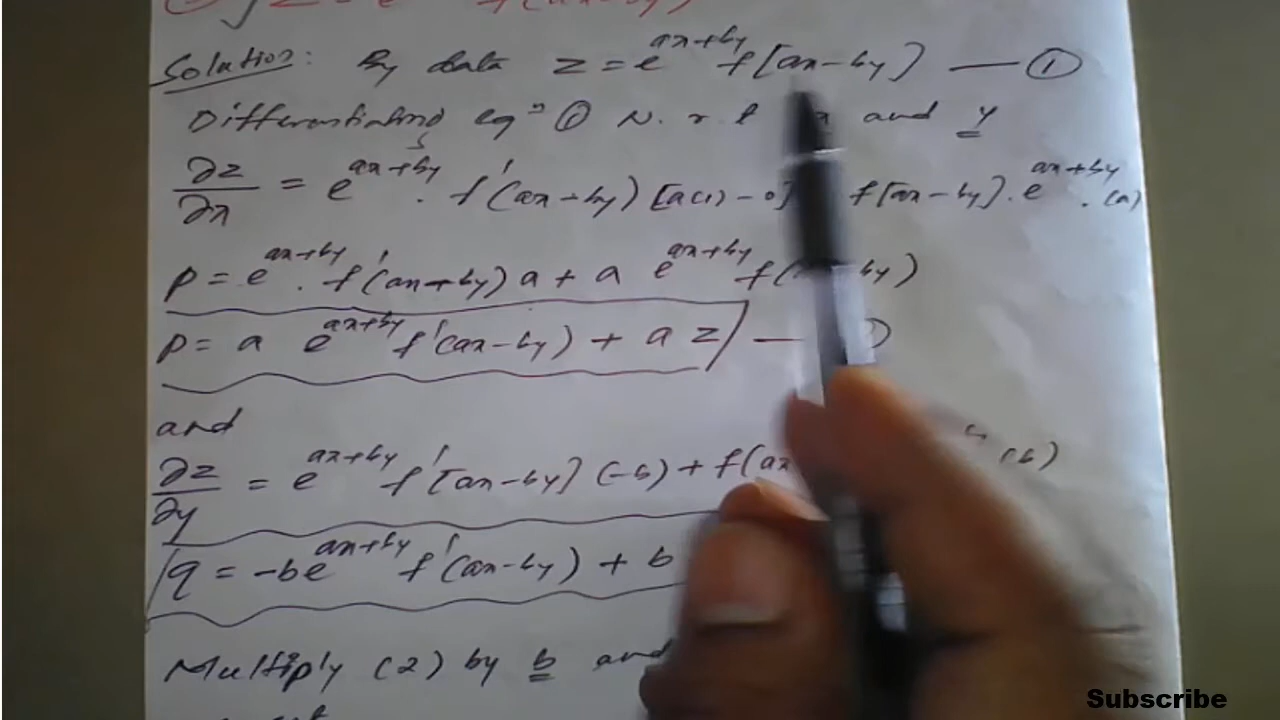 Solution: By data z = e^{ax+by} f[ax-by] — ①
Differentiating eqⁿ ① w.r.t x and y
∂z/∂x = e^{ax+by} . f'(ax-by) [a(1) - 0] f[ax-by] . e^{ax+by} . (a)
p = e^{ax+by} . f'(ax-by) a + a e^{ax+by} f( by)
p = a e^{ax+by} f'(ax-by) + a z —
and
∂z/∂y = e^{ax+by} f'[ax-by] (-b) + f(ax (b)
q = -be^{ax+by} f'(ax-by) + b
Multiply (2) by b and
Subscribe